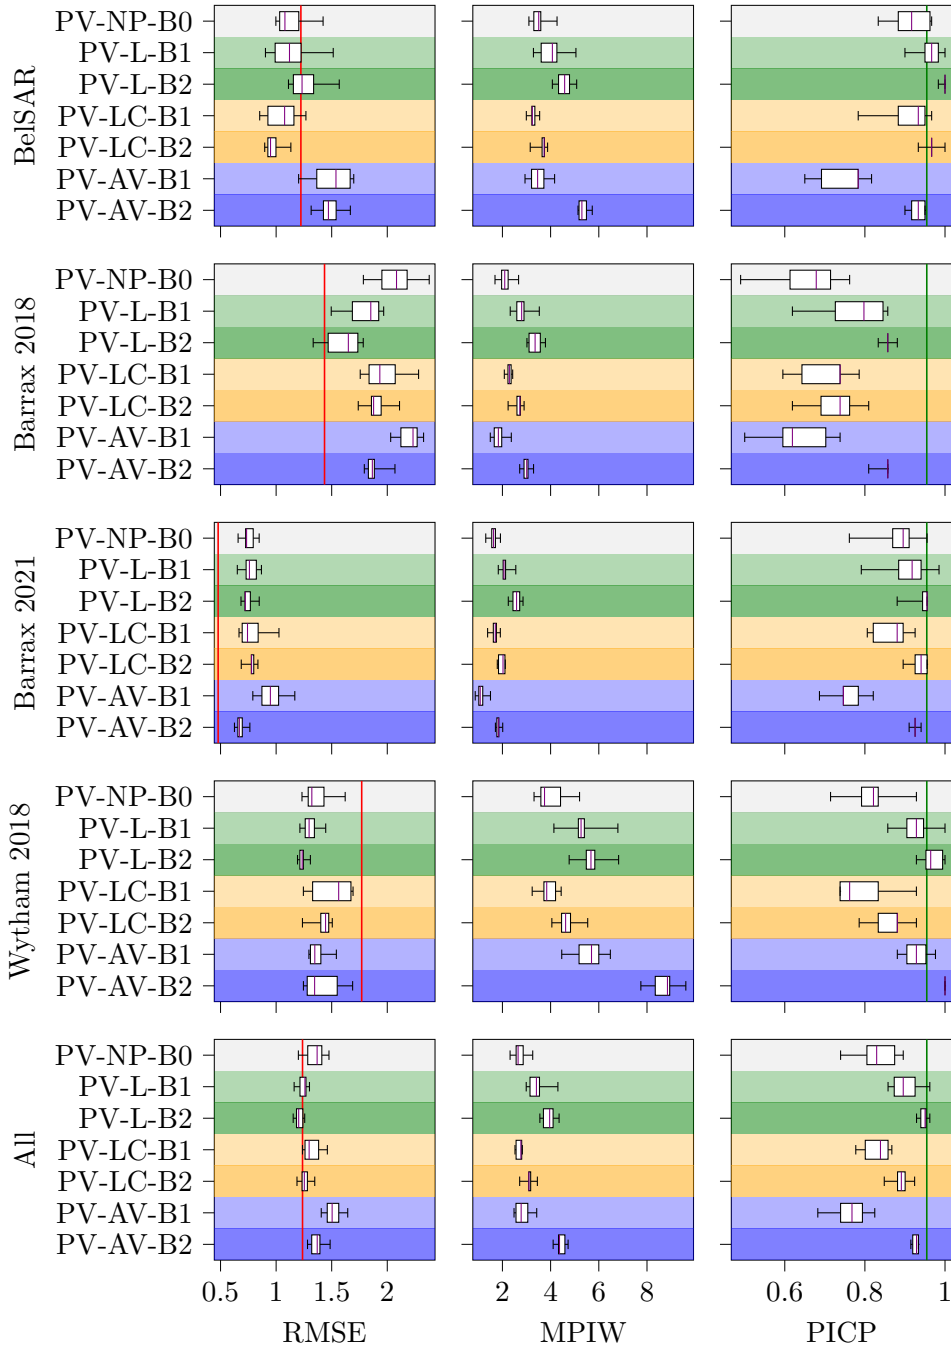 BelSAR
PV-NP-B0
PV-L-B1
PV-L-B2
PV-LC-B1
PV-LC-B2
PV-AV-B1
PV-AV-B2
Barrax 2018
PV-NP-B0
PV-L-B1
PV-L-B2
PV-LC-B1
PV-LC-B2
PV-AV-B1
PV-AV-B2
Barrax 2021
PV-NP-B0
PV-L-B1
PV-L-B2
PV-LC-B1
PV-LC-B2
PV-AV-B1
PV-AV-B2
Wytham 2018
PV-NP-B0
PV-L-B1
PV-L-B2
PV-LC-B1
PV-LC-B2
PV-AV-B1
PV-AV-B2
All
PV-NP-B0
PV-L-B1
PV-L-B2
PV-LC-B1
PV-LC-B2
PV-AV-B1
PV-AV-B2
0.5 1 1.5 2 2 4 6 8 0.6 0.8 1
RMSE MPIW PICP